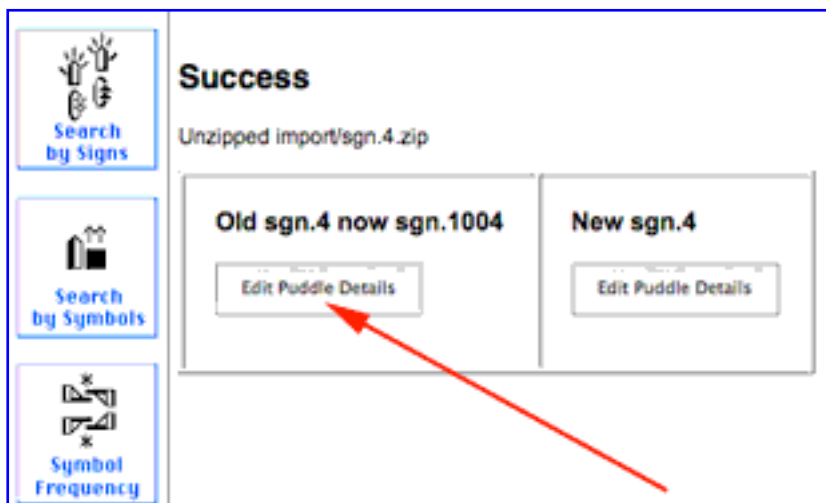 Search
by Signs
Search
by Symbols
Symbol
Frequency
Success
Unzipped import/sgn.4.zip
Old sgn.4 now sgn.1004
Edit Puddle Details
New sgn.4
Edit Puddle Details